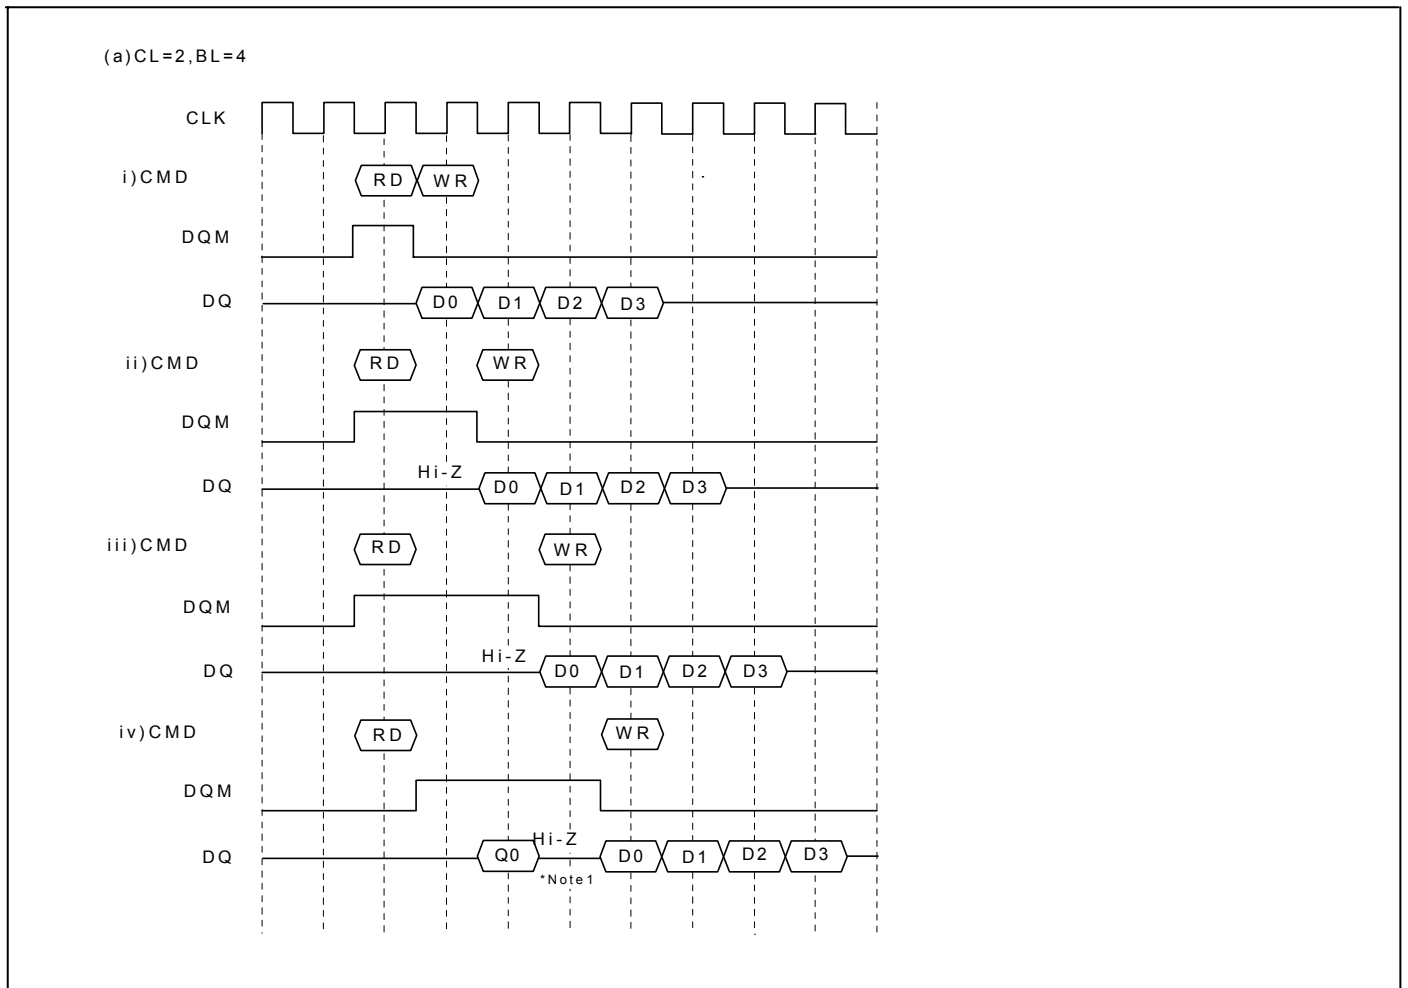 (a)CL=2,BL=4
CLK
i)CMD RD WR
DQM
DQ D0 D1 D2 D3
ii)CMD RD WR
DQM
Hi-Z
DQ D0 D1 D2 D3
iii)CMD RD WR
DQM
Hi-Z
DQ D0 D1 D2 D3
iv)CMD RD WR
DQM
Hi-Z
DQ Q0 D0 D1 D2 D3
*Note1